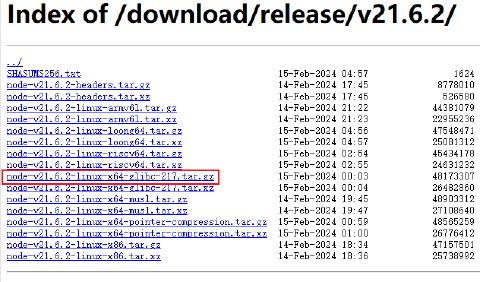 Index of /download/release/v21.6.2/
../
SHASUMS256.txt 15-Feb-2024 04:57 1624
node-v21.6.2-headers.tar.gz 14-Feb-2024 17:45 8778010
node-v21.6.2-headers.tar.xz 14-Feb-2024 17:45 526580
node-v21.6.2-linux-armv6l.tar.gz 14-Feb-2024 21:22 44381079
node-v21.6.2-linux-armv6l.tar.xz 14-Feb-2024 21:23 22955236
node-v21.6.2-linux-loong64.tar.gz 15-Feb-2024 04:56 47548471
node-v21.6.2-linux-loong64.tar.xz 15-Feb-2024 04:57 25081312
node-v21.6.2-linux-riscv64.tar.gz 15-Feb-2024 02:54 45434178
node-v21.6.2-linux-riscv64.tar.xz 15-Feb-2024 02:55 24631232
node-v21.6.2-linux-x64-glibc-217.tar.gz 15-Feb-2024 00:03 48173307
node-v21.6.2-linux-x64-glibc-217.tar.xz 15-Feb-2024 00:04 26482860
node-v21.6.2-linux-x64-musl.tar.gz 14-Feb-2024 19:45 48903312
node-v21.6.2-linux-x64-musl.tar.xz 14-Feb-2024 19:47 27108640
node-v21.6.2-linux-x64-pointer-compression.tar.gz 15-Feb-2024 00:59 48565259
node-v21.6.2-linux-x64-pointer-compression.tar.xz 15-Feb-2024 01:00 26776412
node-v21.6.2-linux-x86.tar.gz 14-Feb-2024 18:34 47157501
node-v21.6.2-linux-x86.tar.xz 14-Feb-2024 18:36 25738992